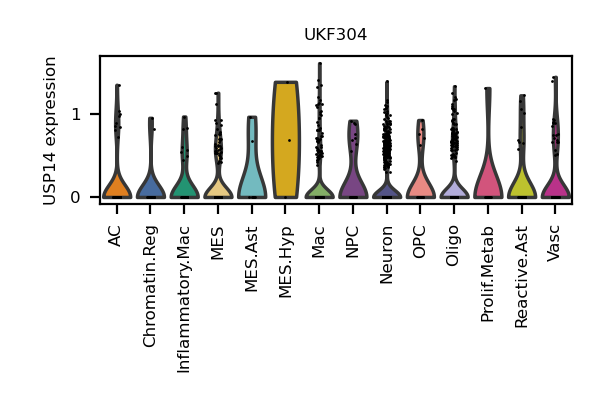 UKF304
USP14 expression
1
0
AC
Chromatin.Reg
Inflammatory.Mac
MES
MES.Ast
MES.Hyp
Mac
NPC
Neuron
OPC
Oligo
Prolif.Metab
Reactive.Ast
Vasc